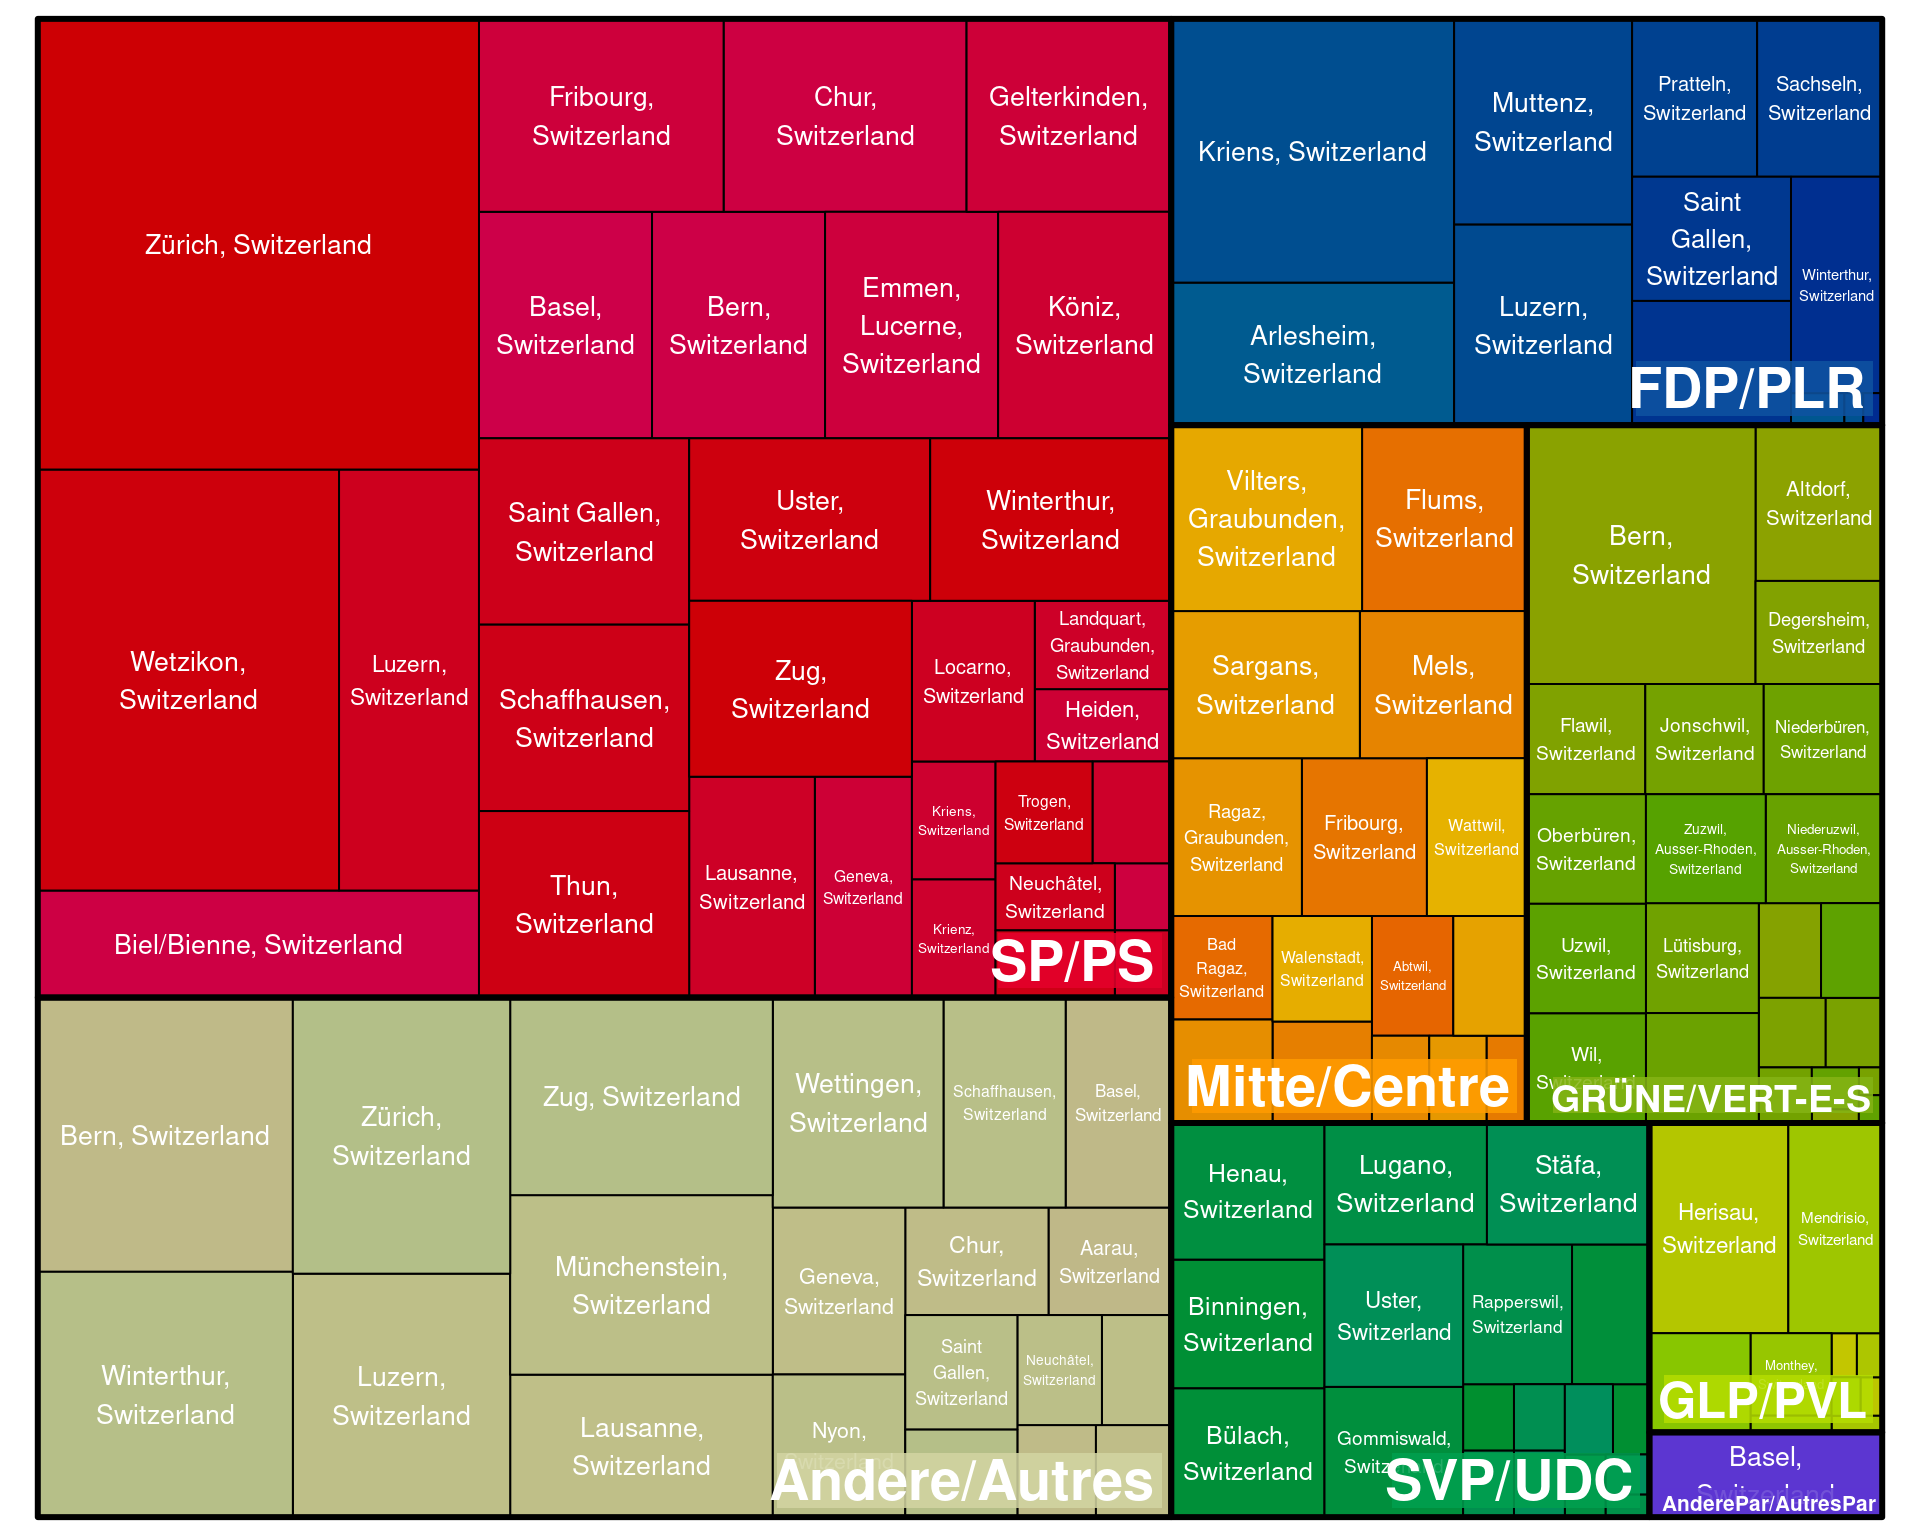 Zürich, Switzerland
Wetzikon,
Switzerland
Luzern,
Switzerland
Biel/Bienne, Switzerland
Fribourg,
Switzerland
Chur,
Switzerland
Gelterkinden,
Switzerland
Basel,
Switzerland
Bern,
Switzerland
Emmen,
Lucerne,
Switzerland
Köniz,
Switzerland
Saint Gallen,
Switzerland
Schaffhausen,
Switzerland
Thun,
Switzerland
Uster,
Switzerland
Winterthur,
Switzerland
Zug,
Switzerland
Lausanne,
Switzerland
Geneva,
Switzerland
Locarno,
Switzerland
Landquart,
Graubunden,
Switzerland
Heiden,
Switzerland
Kriens,
Switzerland
Krienz,
Switzerland
Trogen,
Switzerland
Neuchâtel,
Switzerland
SP/PS
Kriens, Switzerland
Arlesheim,
Switzerland
Muttenz,
Switzerland
Luzern,
Switzerland
Pratteln,
Switzerland
Sachseln,
Switzerland
Saint
Gallen,
Switzerland
Winterthur,
Switzerland
FDP/PLR
Vilters,
Graubunden,
Switzerland
Flums,
Switzerland
Sargans,
Switzerland
Mels,
Switzerland
Ragaz,
Graubunden,
Switzerland
Fribourg,
Switzerland
Wattwil,
Switzerland
Bad
Ragaz,
Switzerland
Walenstadt,
Switzerland
Abtwil,
Switzerland
Mitte/Centre
Bern,
Switzerland
Altdorf,
Switzerland
Degersheim,
Switzerland
Flawil,
Switzerland
Jonschwil,
Switzerland
Niederbüren,
Switzerland
Oberbüren,
Switzerland
Zuzwil,
Ausser-Rhoden,
Switzerland
Niederuzwil,
Ausser-Rhoden,
Switzerland
Uzwil,
Switzerland
Lütisburg,
Switzerland
Wil,
Switzerland
GRÜNE/VERT-E-S
Bern, Switzerland
Winterthur,
Switzerland
Zürich,
Switzerland
Luzern,
Switzerland
Zug, Switzerland
Münchenstein,
Switzerland
Lausanne,
Switzerland
Wettingen,
Switzerland
Schaffhausen,
Switzerland
Basel,
Switzerland
Geneva,
Switzerland
Chur,
Switzerland
Aarau,
Switzerland
Saint
Gallen,
Switzerland
Neuchâtel,
Switzerland
Nyon,
Switzerland
Andere/Autres
Henau,
Switzerland
Binningen,
Switzerland
Bülach,
Switzerland
Lugano,
Switzerland
Stäfa,
Switzerland
Uster,
Switzerland
Rapperswil,
Switzerland
Gommiswald,
Switzerland
SVP/UDC
Herisau,
Switzerland
Mendrisio,
Switzerland
Monthey,
GLP/PVL
Basel,
Switzerland
AnderePar/AutresPar